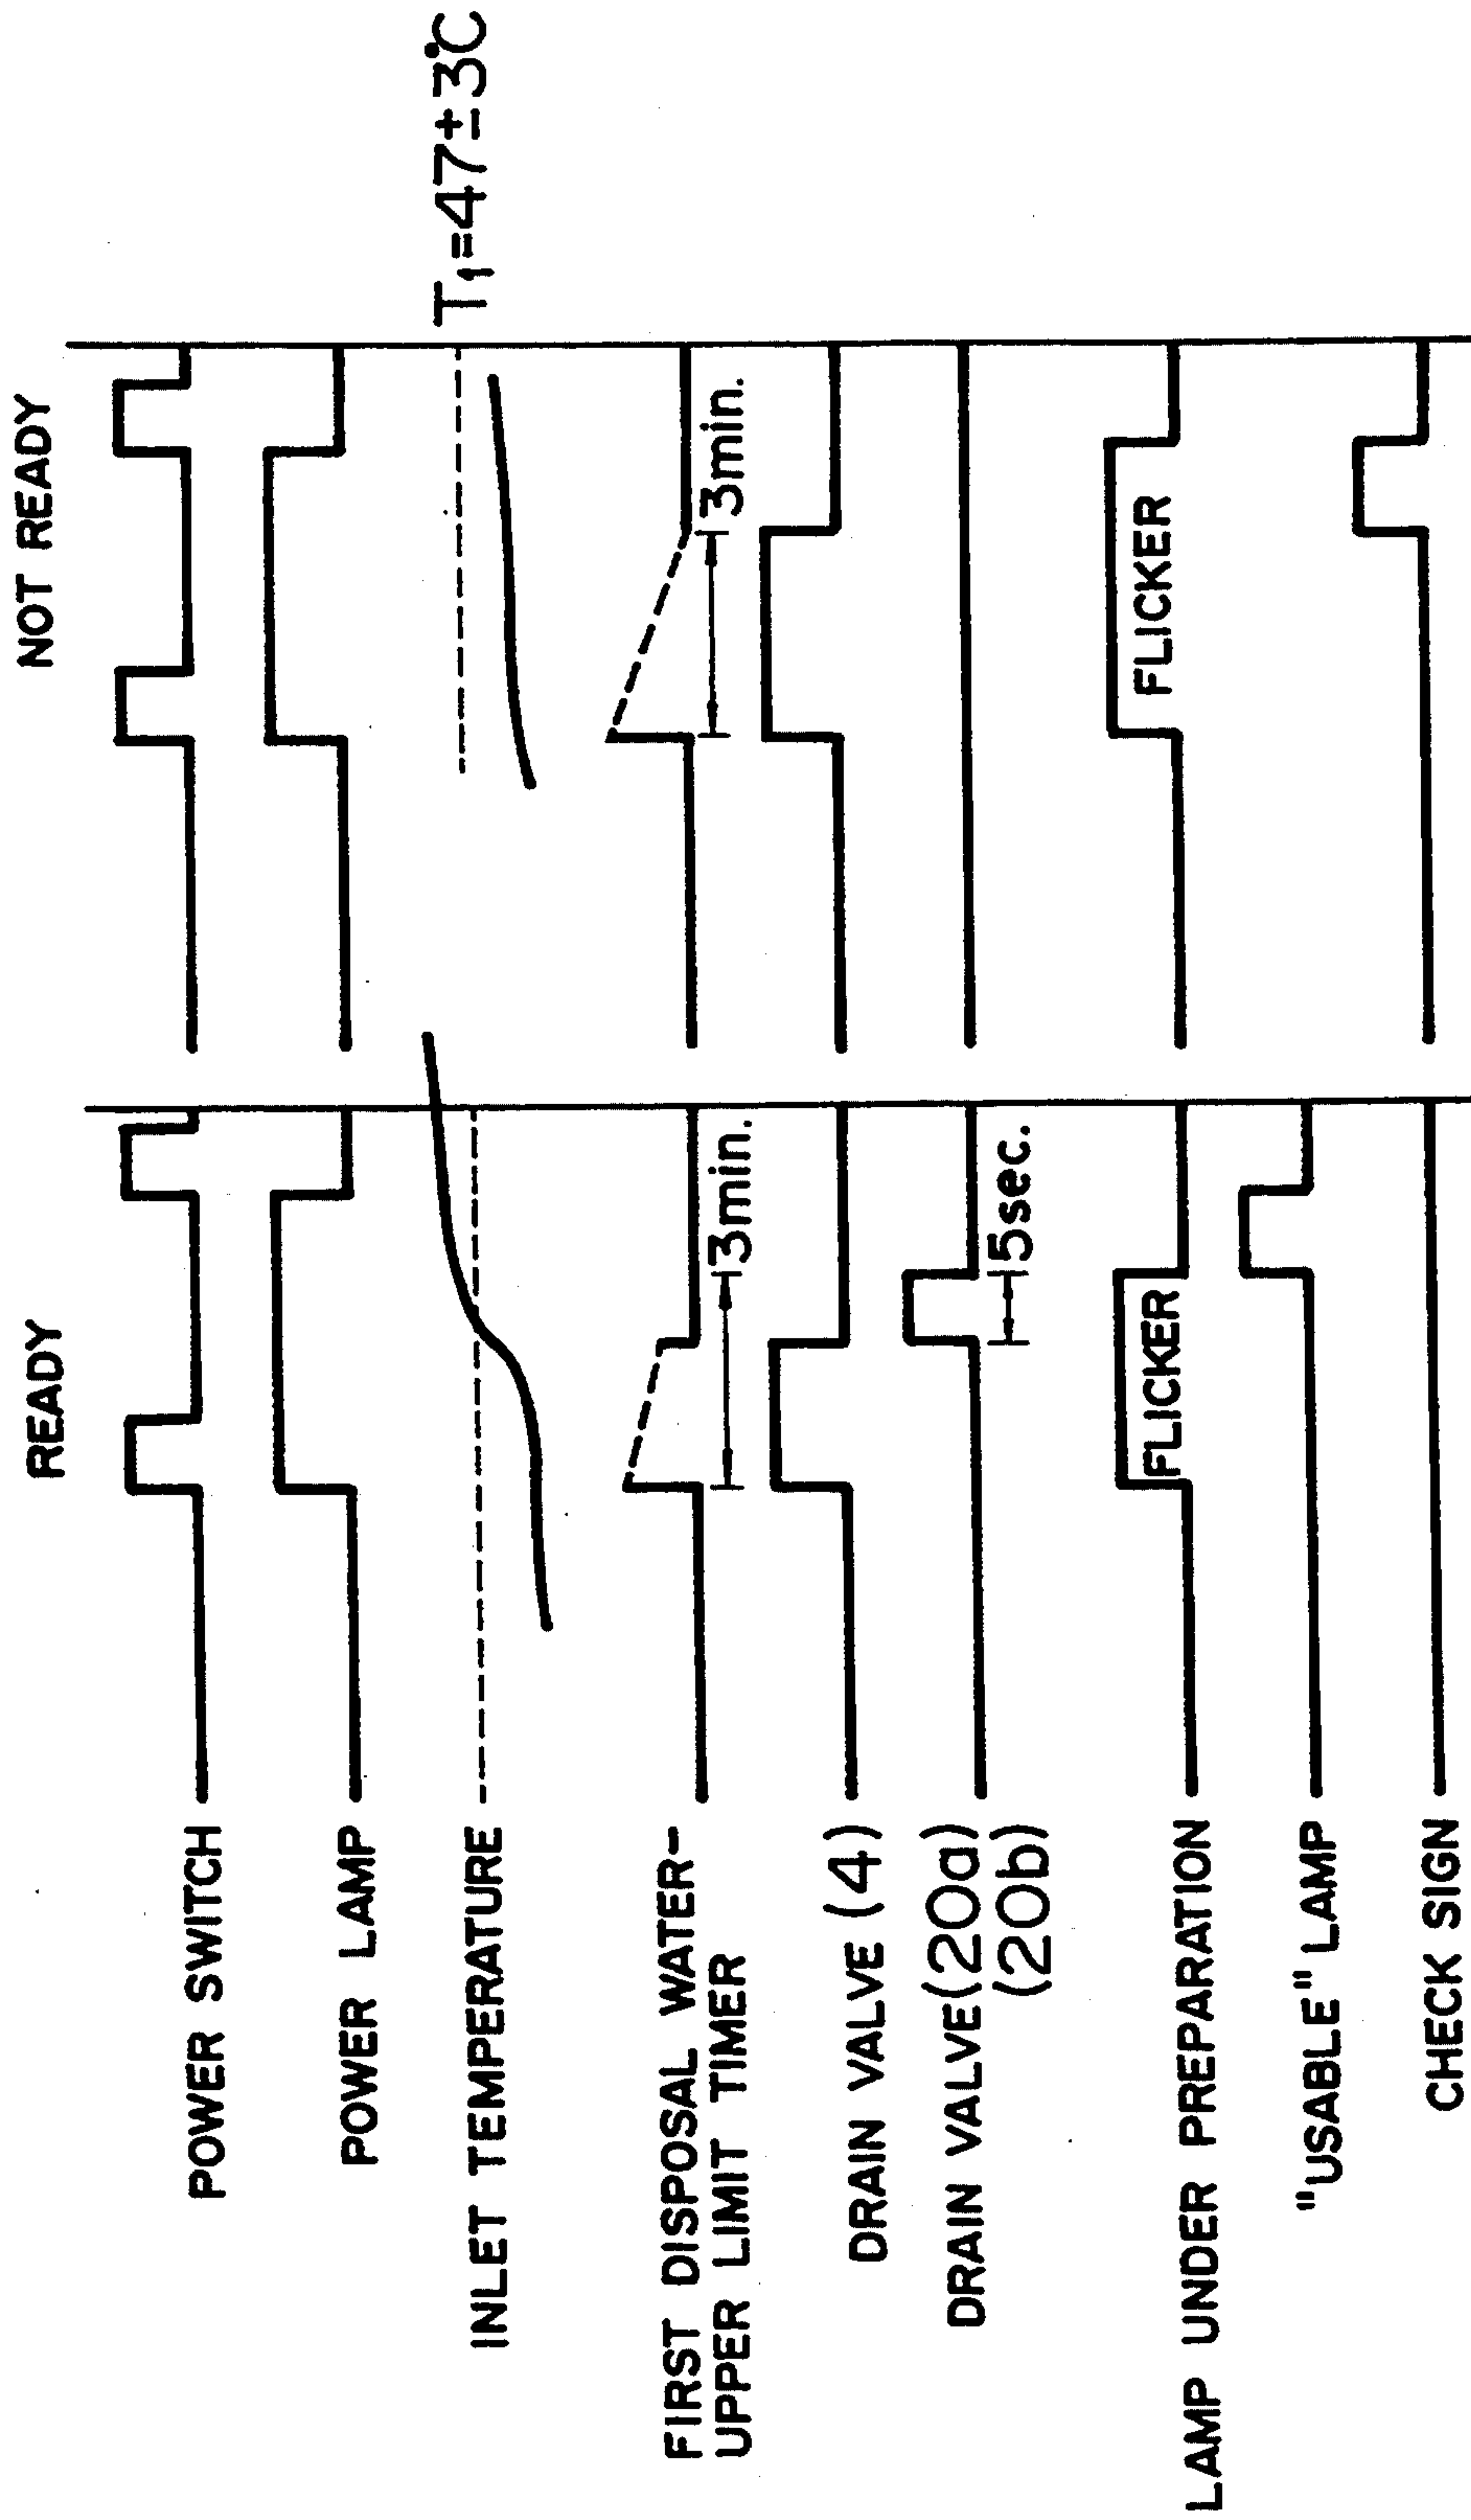 READY
NOT READY
POWER SWITCH
POWER LAMP
INLET TEMPERATURE
T1=47±3°C
FIRST DISPOSAL WATER-
UPPER LIMIT TIMER
3min.
3min.
DRAIN VALVE (4)
DRAIN VALVE (20a)
(20b)
5sec.
LAMP UNDER PREPARATION
FLICKER
FLICKER
"USABLE" LAMP
CHECK SIGN